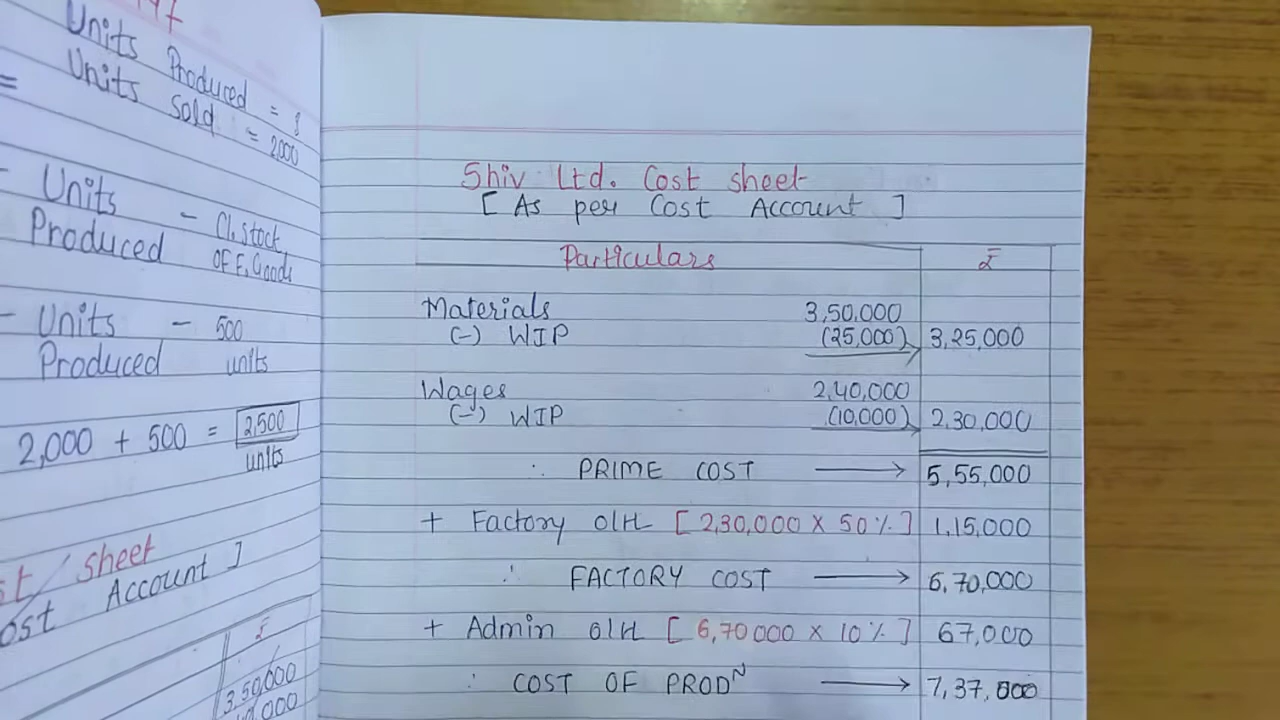 Units Produced = ?
= Units Sold = 2000
- Units Produced - Cl. stock OF F. Goods
- Units Produced - 500 units
2,000 + 500 = 2,500 units
sheet
Account ]
₹
3,50,000
Shiv Ltd. Cost sheet
[ As per Cost Account ]
Particulars ₹
Materials 3,50,000
(-) WIP (25,000) 3,25,000
Wages 2,40,000
(-) WIP (10,000) 2,30,000
∴ PRIME COST → 5,55,000
+ Factory O/H [ 2,30,000 X 50% ] 1,15,000
∴ FACTORY COST → 6,70,000
+ Admin O/H [ 6,70000 X 10% ] 67,000
∴ COST OF PRODᴺ → 7,37,000